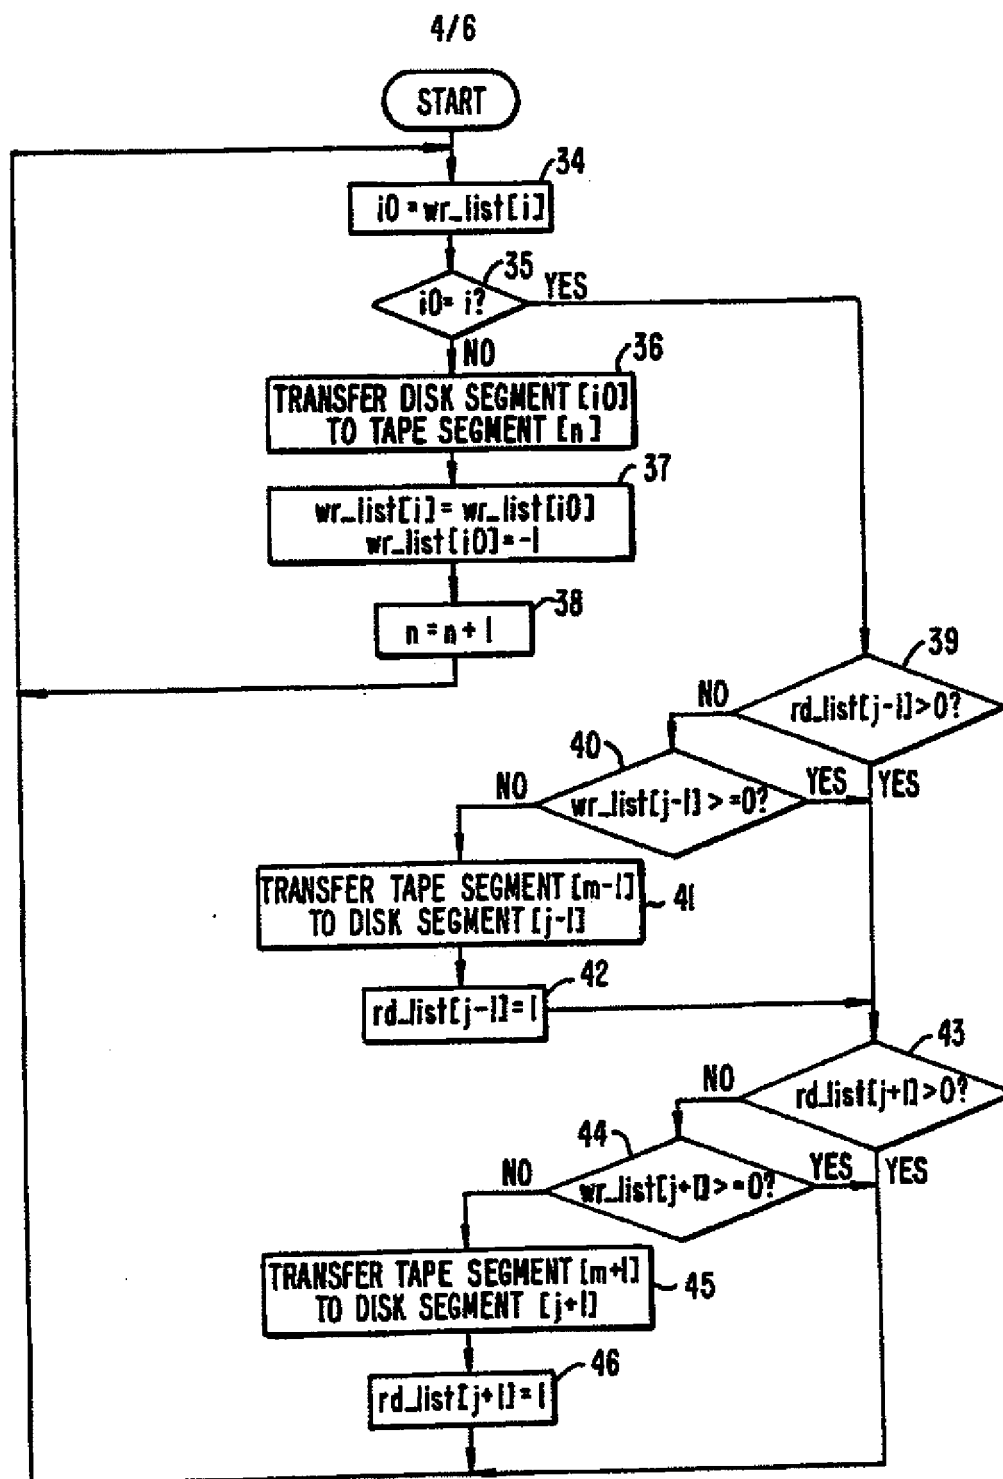 4/6
START
34
i0 = wr_list[i]
35
i0 = i?
YES
NO
36
TRANSFER DISK SEGMENT [i0]
TO TAPE SEGMENT [n]
37
wr_list[i] = wr_list[i0]
wr_list[i0] = -1
38
n = n + 1
39
rd_list[j-1] > 0?
NO
YES
40
wr_list[j-1] > =0?
NO
YES
TRANSFER TAPE SEGMENT [m-1]
TO DISK SEGMENT [j-1]
41
42
rd_list[j-1] = 1
43
rd_list[j+1] > 0?
NO
YES
44
wr_list[j+1] > =0?
NO
YES
TRANSFER TAPE SEGMENT [m+1]
TO DISK SEGMENT [j+1]
45
46
rd_list[j+1] = 1